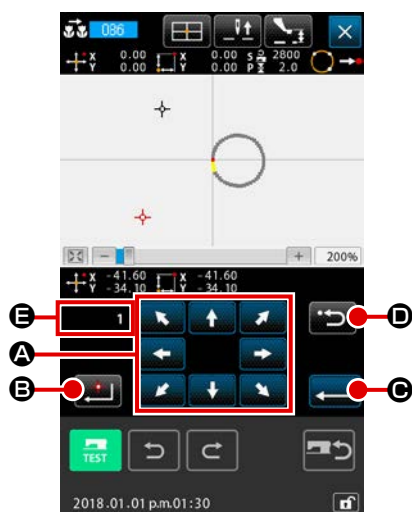 086
X 0.00 X 0.00 S 2800
Y 0.00 Y 0.00 P 2.0
200%
X -41.60 X -41.60
Y -34.10 Y -34.10
E 1
D
A
B
C
TEST
2018.01.01 p.m.01:30